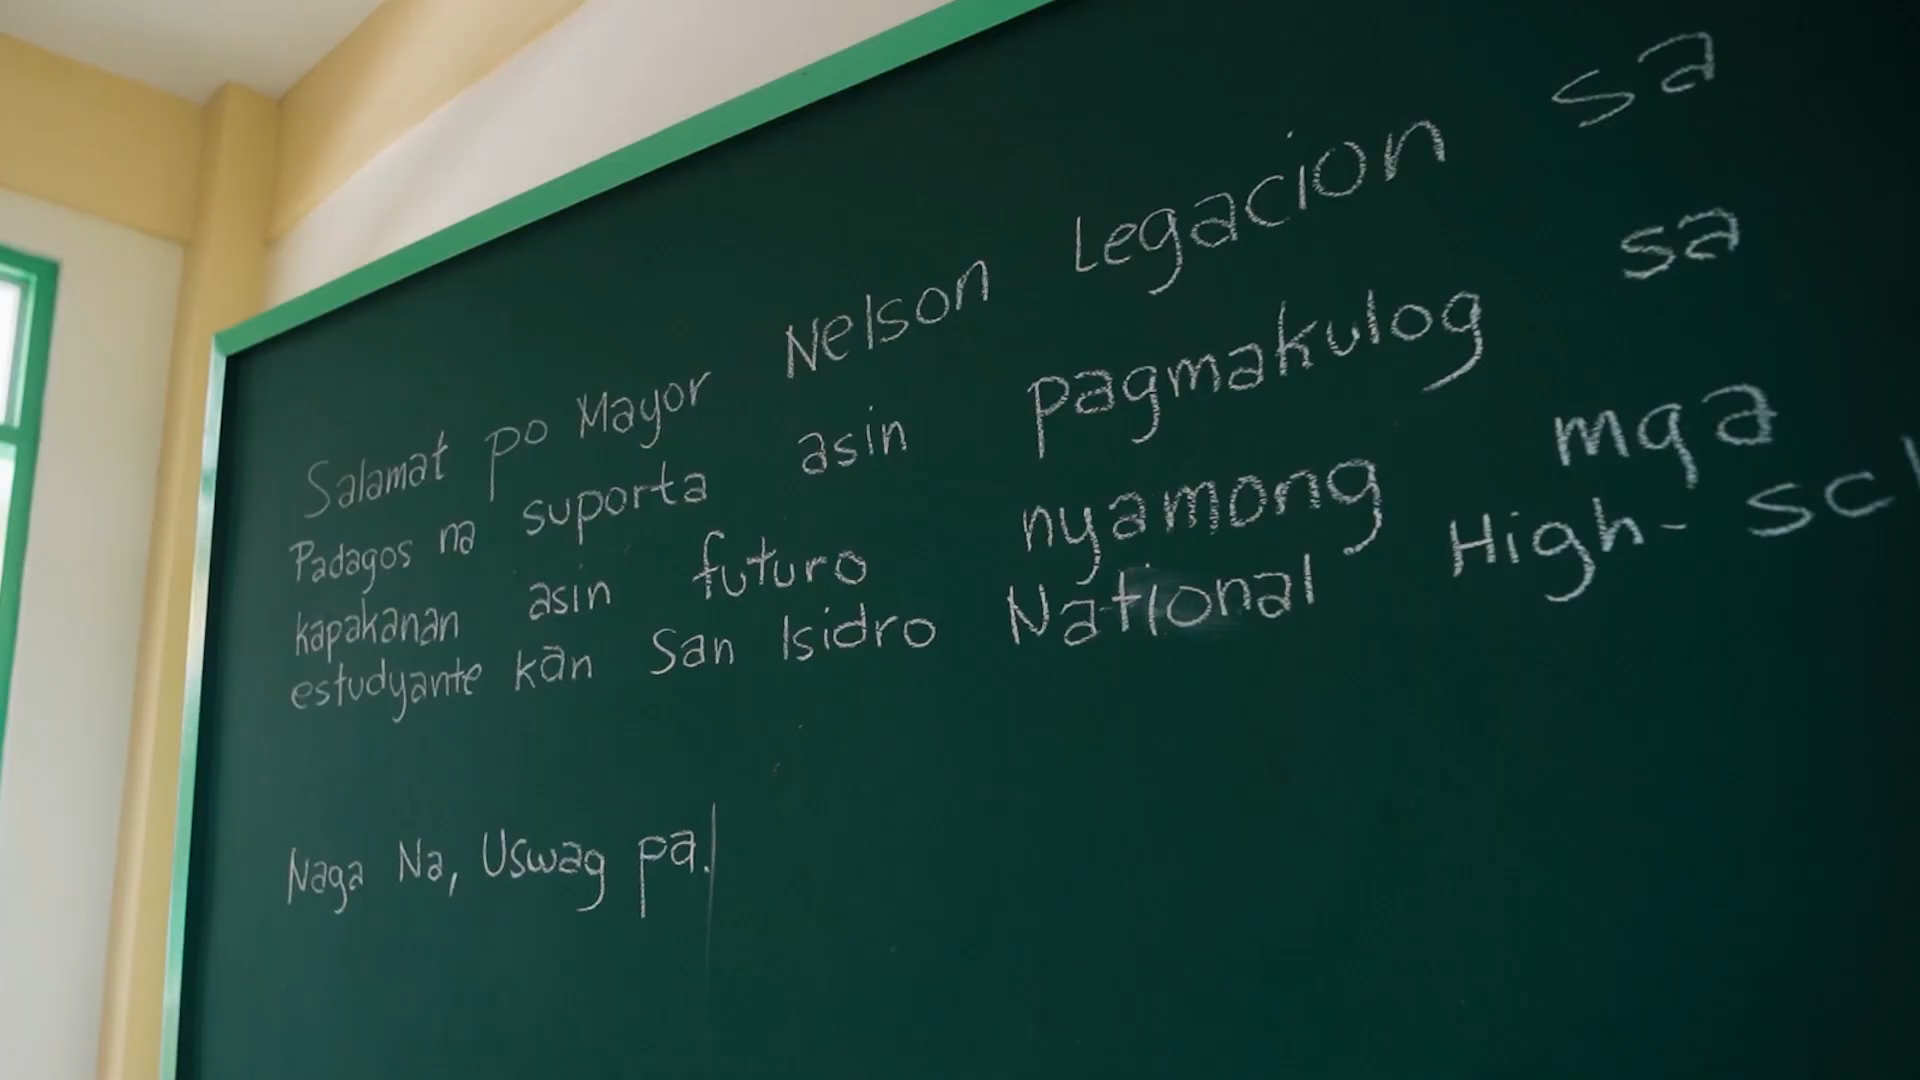 Salamat po Mayor Nelson Legacion sa
Padagos na suporta asin pagmakulog sa
kapakanan asin futuro nyamong mga
estudyante kan San Isidro National High-
Naga Na, Uswag pa.